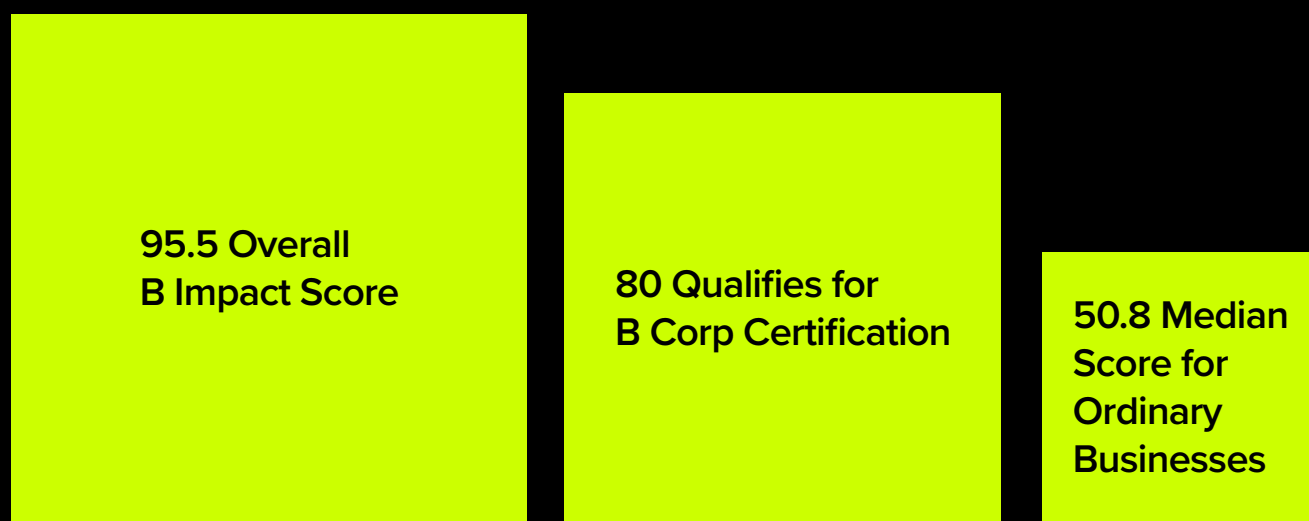 95.5 Overall
B Impact Score
80 Qualifies for
B Corp Certification
50.8 Median
Score for
Ordinary
Businesses